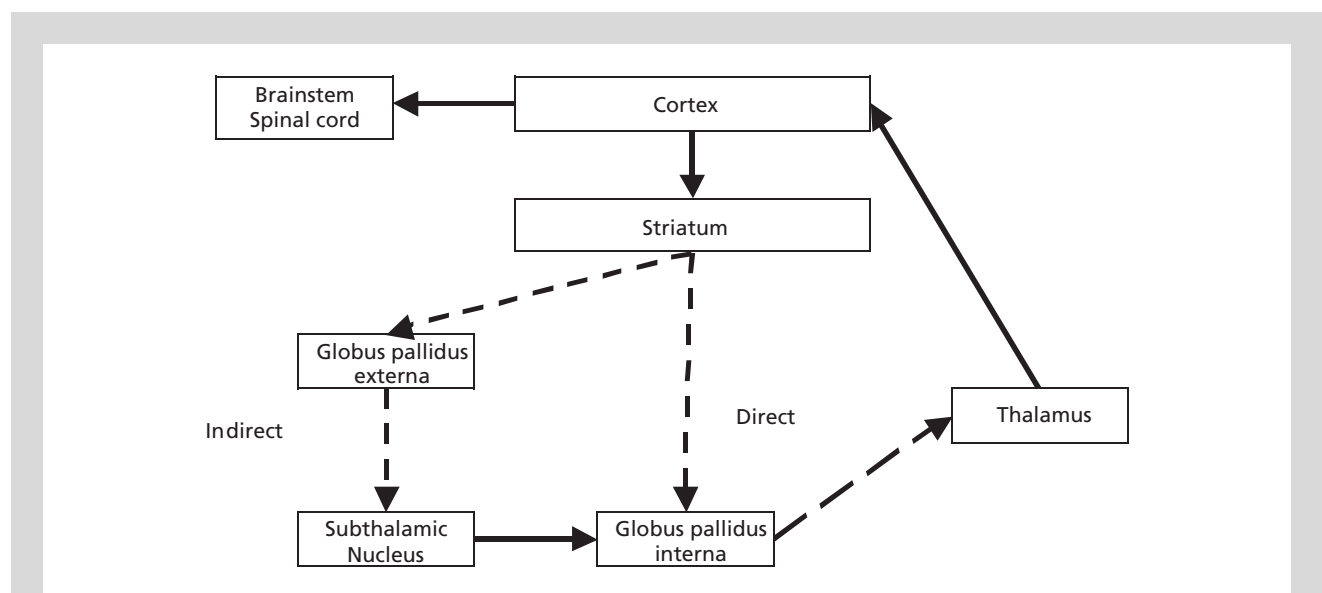 Brainstem
Spinal cord
Cortex
Striatum
Globus pallidus
externa
Indirect
Direct
Thalamus
Subthalamic
Nucleus
Globus pallidus
interna